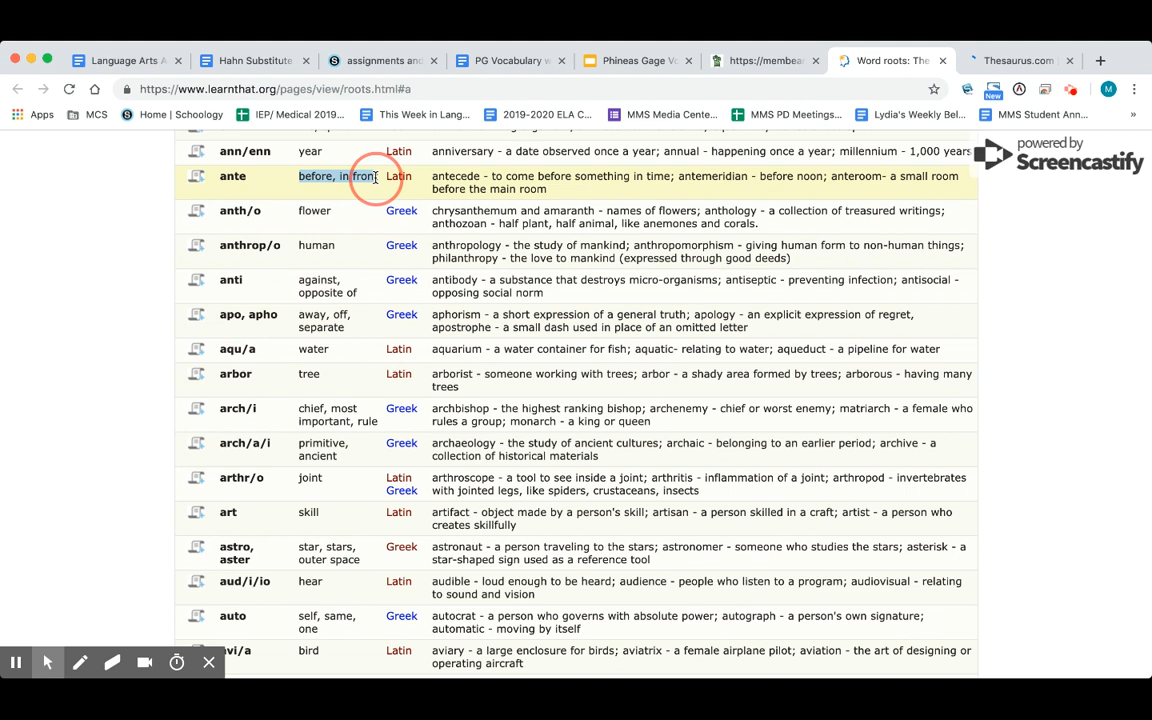 Language Arts A
Hahn Substitute
assignments and
PG Vocabulary w
Phineas Gage Vo
https://membean
Word roots: The
Thesaurus.com
https://www.learnthat.org/pages/view/roots.html#a
New
M
Apps
MCS
Home | Schoology
IEP/ Medical 2019...
This Week in Lang...
2019-2020 ELA C...
MMS Media Cente...
MMS PD Meetings...
Lydia's Weekly Bel...
MMS Student Ann...
»
powered by
Screencastify
ann/enn year Latin anniversary - a date observed once a year; annual - happening once a year; millennium - 1,000 years
ante before, in fron Latin antecede - to come before something in time; antemeridian - before noon; anteroom- a small room
before the main room
anth/o flower Greek chrysanthemum and amaranth - names of flowers; anthology - a collection of treasured writings;
anthozoan - half plant, half animal, like anemones and corals.
anthrop/o human Greek anthropology - the study of mankind; anthropomorphism - giving human form to non-human things;
philanthropy - the love to mankind (expressed through good deeds)
anti against, Greek antibody - a substance that destroys micro-organisms; antiseptic - preventing infection; antisocial -
opposite of opposing social norm
apo, apho away, off, Greek aphorism - a short expression of a general truth; apology - an explicit expression of regret,
separate apostrophe - a small dash used in place of an omitted letter
aqu/a water Latin aquarium - a water container for fish; aquatic- relating to water; aqueduct - a pipeline for water
arbor tree Latin arborist - someone working with trees; arbor - a shady area formed by trees; arborous - having many
trees
arch/i chief, most Greek archbishop - the highest ranking bishop; archenemy - chief or worst enemy; matriarch - a female who
important, rule rules a group; monarch - a king or queen
arch/a/i primitive, Greek archaeology - the study of ancient cultures; archaic - belonging to an earlier period; archive - a
ancient collection of historical materials
arthr/o joint Latin arthroscope - a tool to see inside a joint; arthritis - inflammation of a joint; arthropod - invertebrates
Greek with jointed legs, like spiders, crustaceans, insects
art skill Latin artifact - object made by a person's skill; artisan - a person skilled in a craft; artist - a person who
creates skillfully
astro, star, stars, Greek astronaut - a person traveling to the stars; astronomer - someone who studies the stars; asterisk - a
aster outer space star-shaped sign used as a reference tool
aud/i/io hear Latin audible - loud enough to be heard; audience - people who listen to a program; audiovisual - relating
to sound and vision
auto self, same, Greek autocrat - a person who governs with absolute power; autograph - a person's own signature;
one automatic - moving by itself
avi/a bird Latin aviary - a large enclosure for birds; aviatrix - a female airplane pilot; aviation - the art of designing or
operating aircraft